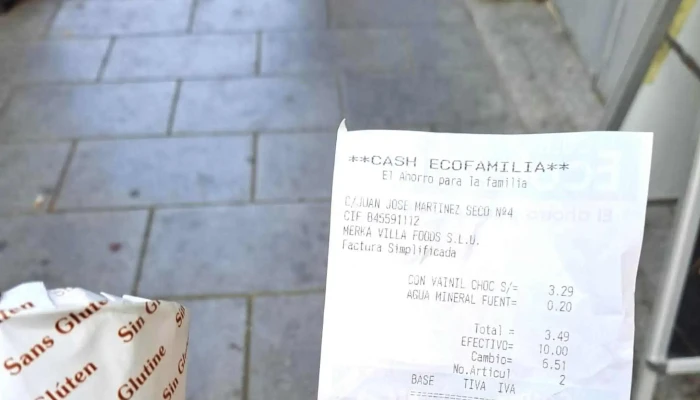 **CASH ECOFAMILIA**
El Ahorro para la familia
C/JUAN JOSE MARTINEZ SECO Nº4
CIF B45591112
MERKA VILLA FOODS S.L.U.
Factura Simplificada
CON VAINIL CHOC S/= 3.29
AGUA MINERAL FUENT= 0.20
Total = 3.49
EFECTIVO= 10.00
Cambio= 6.51
No.Articul 2
BASE TIVA IVA
Gluten
Sans Glut
Sin G
Glúten
Glutine
Sin